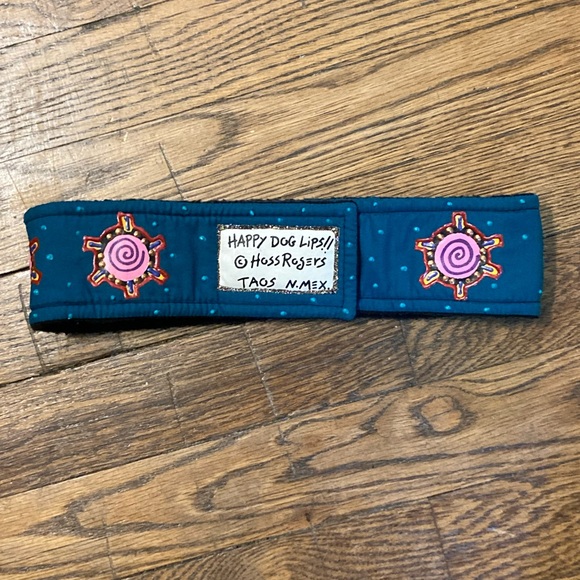 HAPPY DOG LIPS!!
© HOSS ROGERS
TAOS N.MEX.